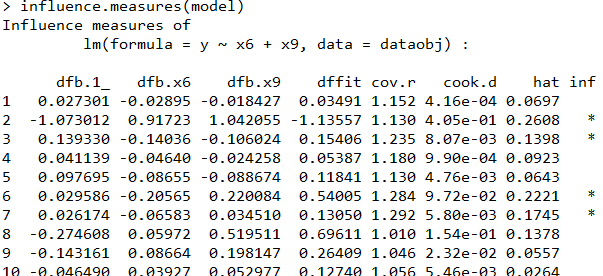 > influence.measures(model)
Influence measures of
lm(formula = y ~ x6 + x9, data = dataobj) :
dfb.1_ dfb.x6 dfb.x9 dffit cov.r cook.d hat inf
1 0.027301 -0.02895 -0.018427 0.03491 1.152 4.16e-04 0.0697
2 -1.073012 0.91723 1.042055 -1.13557 1.130 4.05e-01 0.2608 *
3 0.139330 -0.14036 -0.106024 0.15406 1.235 8.07e-03 0.1398 *
4 0.041139 -0.04640 -0.024258 0.05387 1.180 9.90e-04 0.0923
5 0.097695 -0.08655 -0.088674 0.11841 1.130 4.76e-03 0.0643
6 0.029586 -0.20565 0.220084 0.54005 1.284 9.72e-02 0.2221 *
7 0.026174 -0.06583 0.034510 0.13050 1.292 5.80e-03 0.1745 *
8 -0.274608 0.05972 0.519511 0.69611 1.010 1.54e-01 0.1378
9 -0.143161 0.08664 0.198147 0.26409 1.046 2.32e-02 0.0557
10 -0.046490 0.03927 0.052977 0.12740 1.056 5.46e-03 0.0264